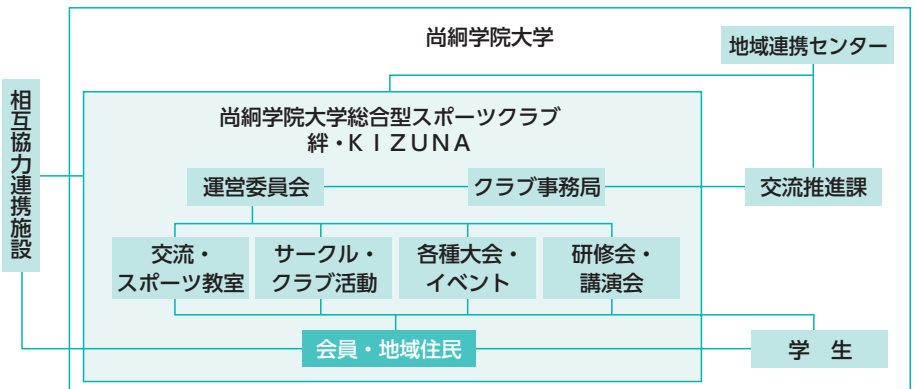 尚絅学院大学
地域連携センター
相互協力連携施設
尚絅学院大学総合型スポーツクラブ
絆・KIZUNA
運営委員会
クラブ事務局
交流推進課
交流・
スポーツ教室
サークル・
クラブ活動
各種大会・
イベント
研修会・
講演会
会員・地域住民
学　生